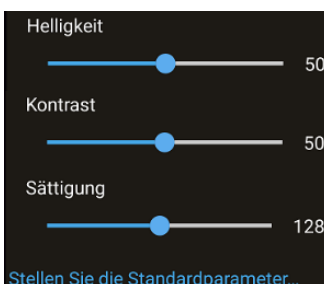 Helligkeit
50
Kontrast
50
Sättigung
128
Stellen Sie die Standardparameter...